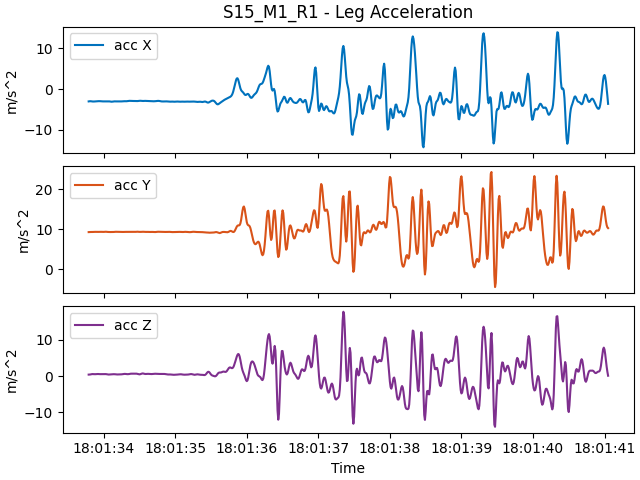 S15_M1_R1 - Leg Acceleration
acc X
10
0
−10
m/s^2
acc Y
20
10
0
m/s^2
acc Z
10
0
−10
m/s^2
18:01:34 18:01:35 18:01:36 18:01:37 18:01:38 18:01:39 18:01:40 18:01:41
Time